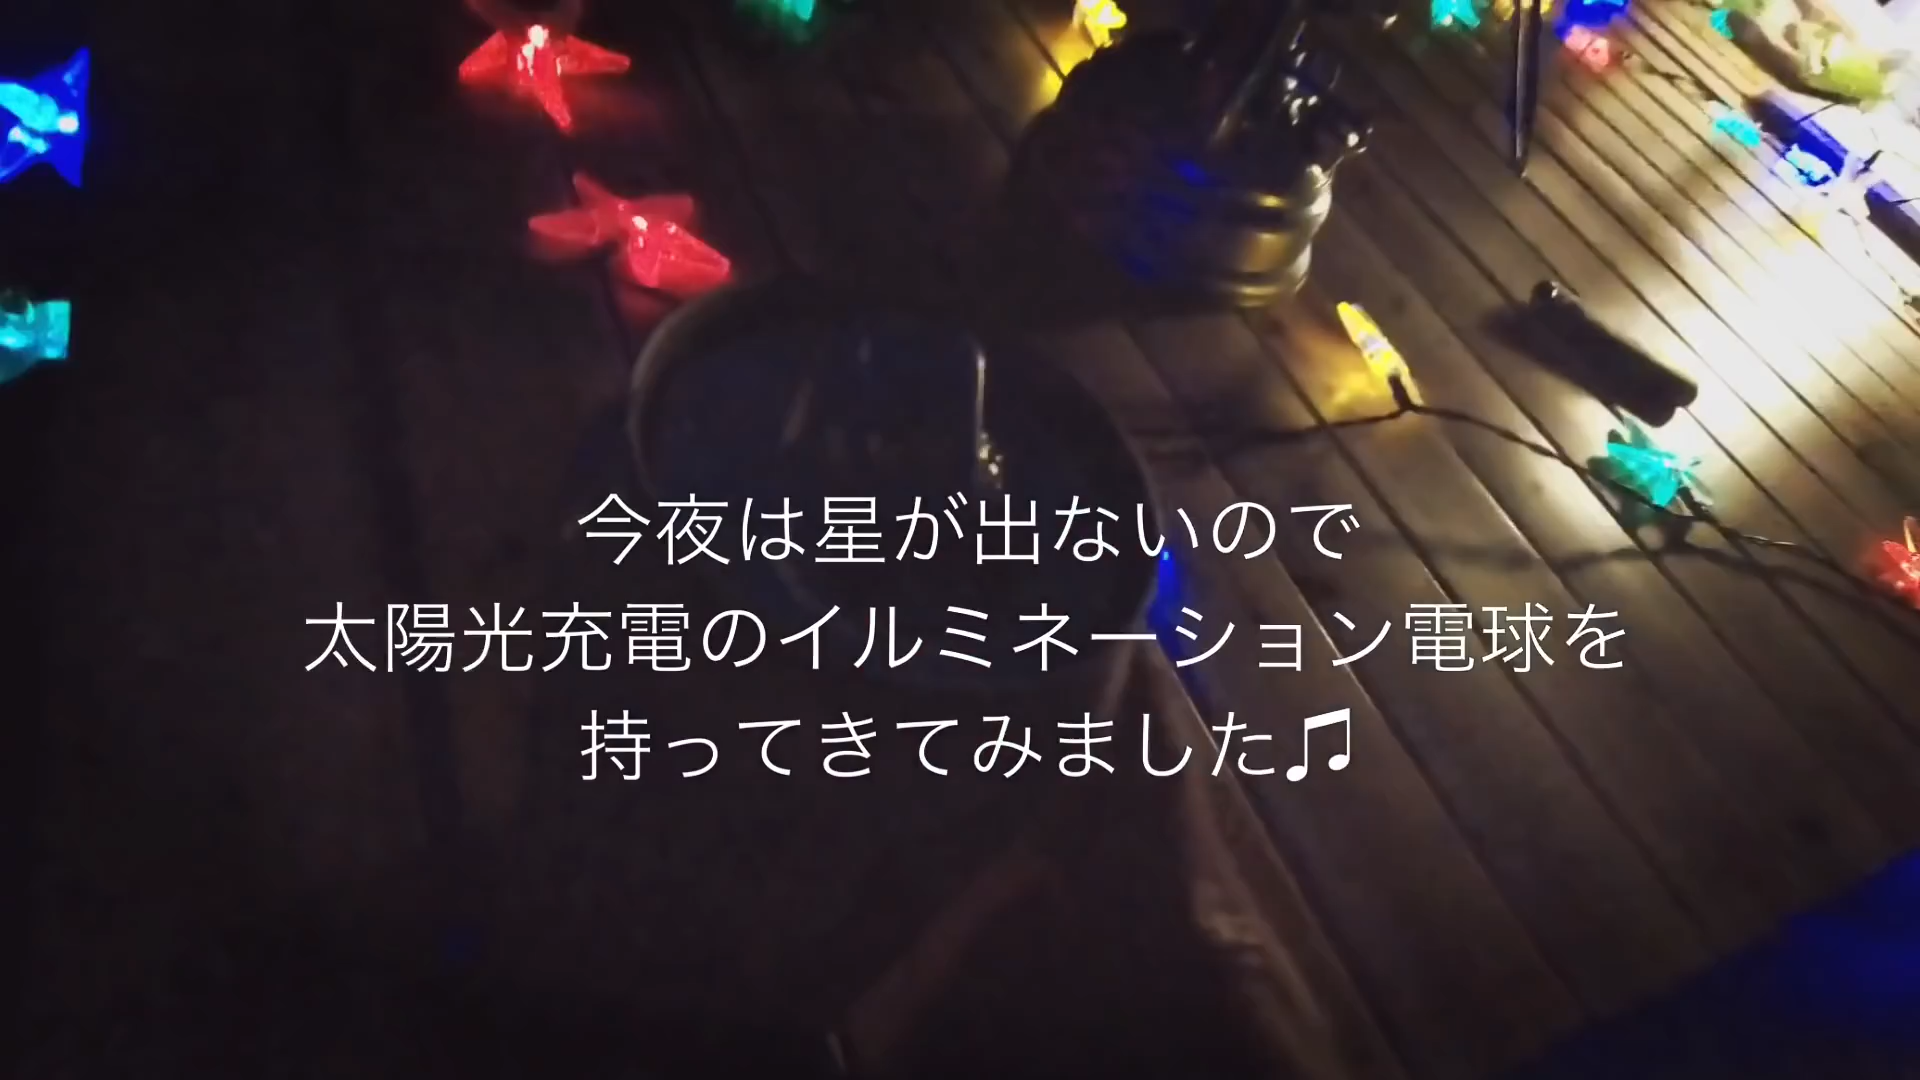 今夜は星が出ないので
太陽光充電のイルミネーション電球を
持ってきてみました♫